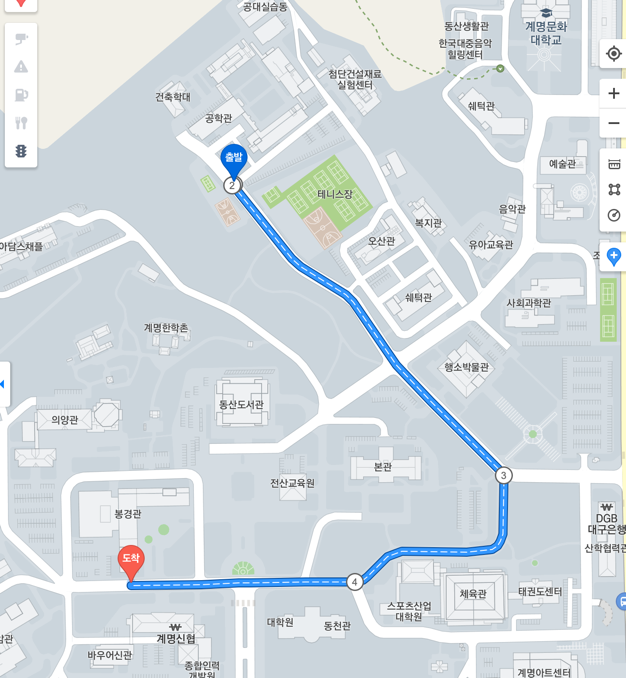 공대실습동
동산생활관
한국대중음악
힐링센터
계명문화
대학교
첨단건설재료
실험센터
건축학대
공학관
쉐턱관
출발
2
테니스장
예술관
음악관
복지관
오산관
유아교육관
아담스채플
쉐턱관
사회과학관
계명한학촌
행소박물관
동산도서관
의양관
본관
3
전산교육원
봉경관
₩
DGB
대구은행
산학협력관
도착
4
체육관
태권도센터
스포츠산업
대학원
대학원
동천관
₩
계명신협
바우어신관
종합인력
개발원
계명아트센터